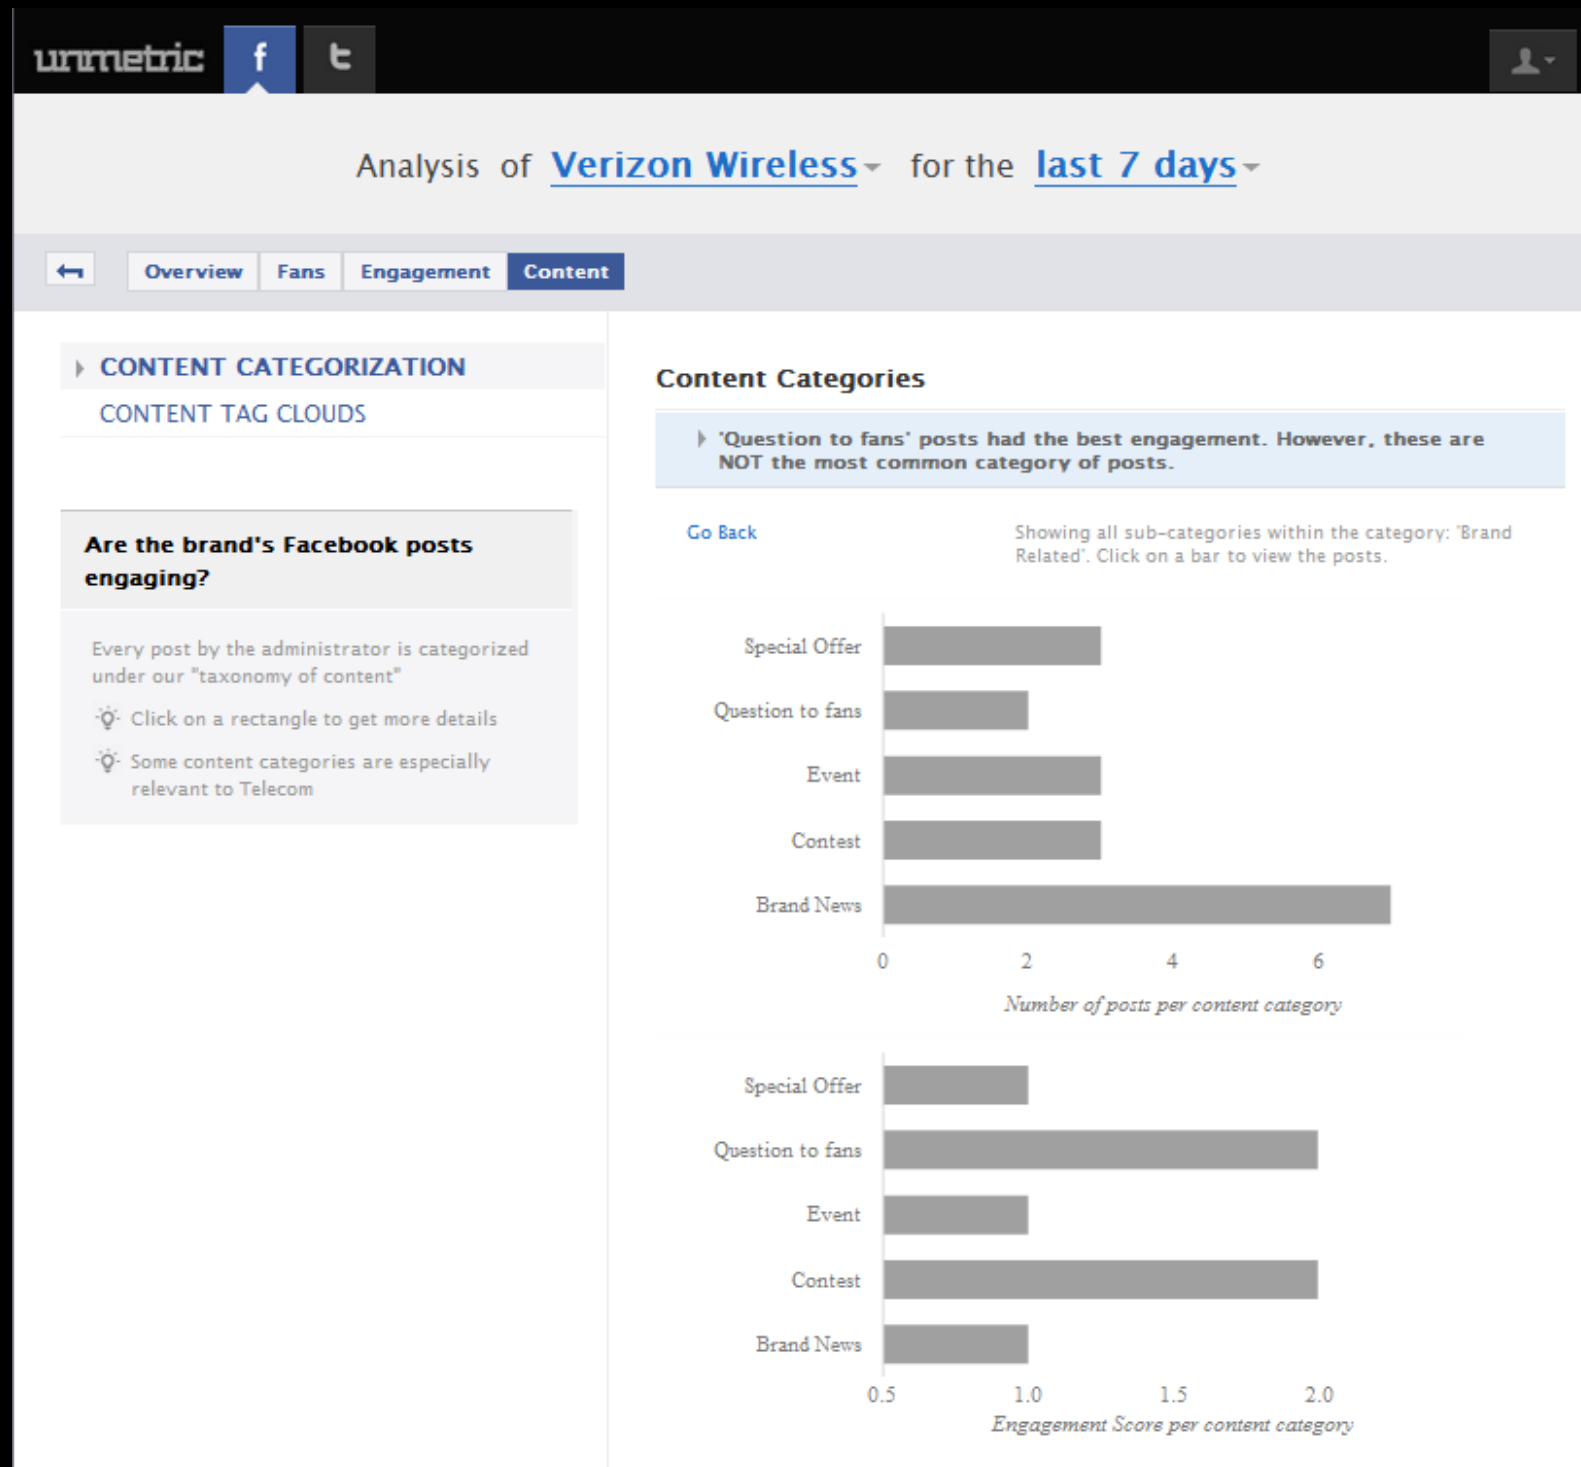 unmetric f t
Analysis of Verizon Wireless for the last 7 days
Overview Fans Engagement Content
CONTENT CATEGORIZATION
CONTENT TAG CLOUDS
Are the brand's Facebook posts
engaging?
Every post by the administrator is categorized
under our "taxonomy of content"
Click on a rectangle to get more details
Some content categories are especially
relevant to Telecom
Content Categories
'Question to fans' posts had the best engagement. However, these are
NOT the most common category of posts.
Go Back
Showing all sub-categories within the category: 'Brand
Related'. Click on a bar to view the posts.
Special Offer
Question to fans
Event
Contest
Brand News
0 2 4 6
Number of posts per content category
Special Offer
Question to fans
Event
Contest
Brand News
0.5 1.0 1.5 2.0
Engagement Score per content category